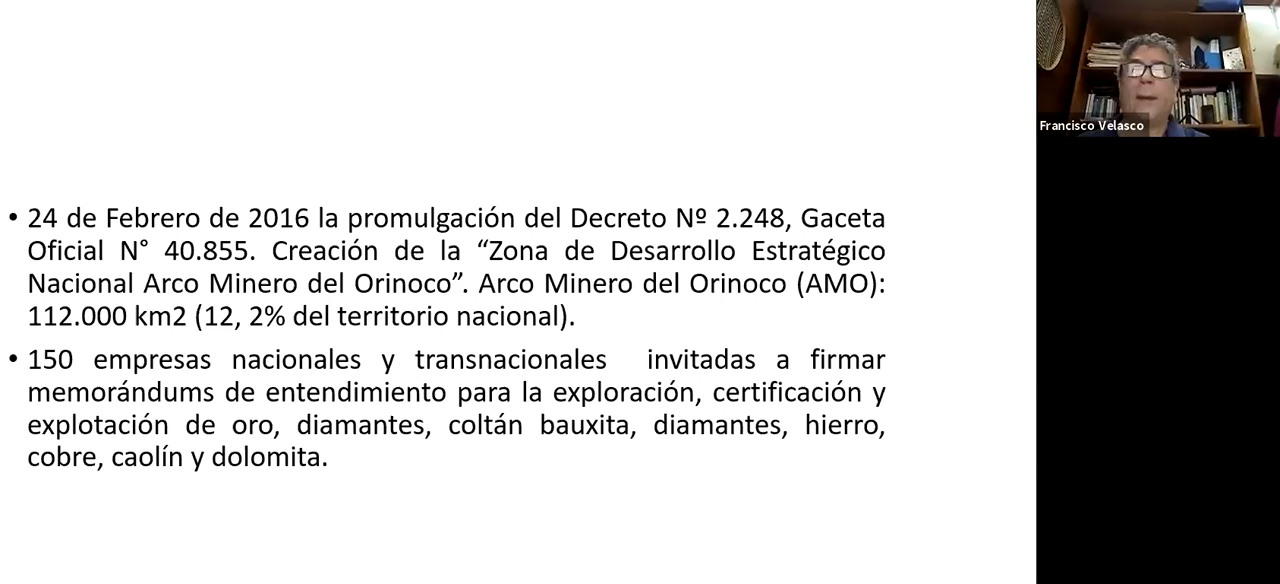 • 24 de Febrero de 2016 la promulgación del Decreto Nº 2.248, Gaceta
Oficial N° 40.855. Creación de la “Zona de Desarrollo Estratégico
Nacional Arco Minero del Orinoco”. Arco Minero del Orinoco (AMO):
112.000 km2 (12, 2% del territorio nacional).
• 150 empresas nacionales y transnacionales invitadas a firmar
memorándums de entendimiento para la exploración, certificación y
explotación de oro, diamantes, coltán bauxita, diamantes, hierro,
cobre, caolín y dolomita.
Francisco Velasco